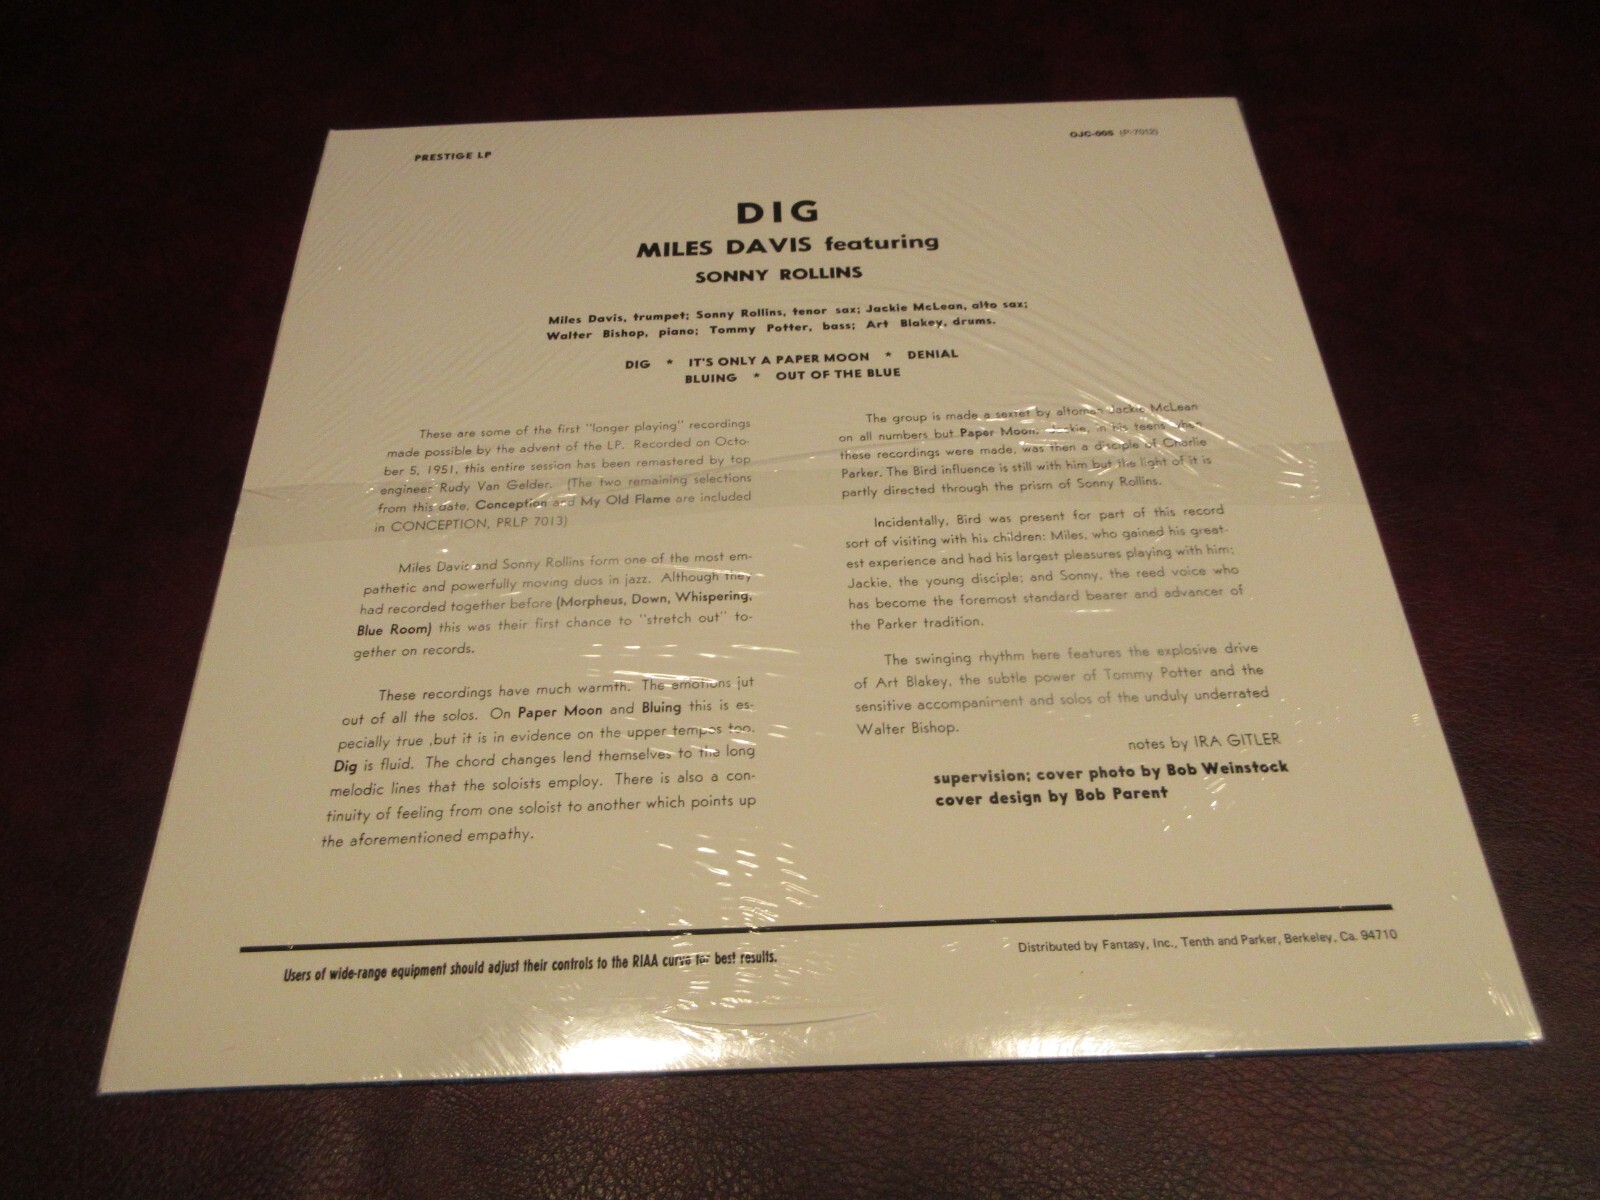 PRESTIGE LP
OJC-005 (P-7012)
DIG
MILES DAVIS featuring
SONNY ROLLINS
Miles Davis, trumpet; Sonny Rollins, tenor sax; Jackie McLean, alto sax;
Walter Bishop, piano; Tommy Potter, bass; Art Blakey, drums.
DIG * IT'S ONLY A PAPER MOON * DENIAL
BLUING * OUT OF THE BLUE
These are some of the first "longer playing" recordings
made possible by the advent of the LP. Recorded on Octo-
ber 5, 1951, this entire session has been remastered by top
engineer Rudy Van Gelder. (The two remaining selections
from this date, Conception and My Old Flame are included
in CONCEPTION, PRLP 7013)
Miles Davis and Sonny Rollins form one of the most em-
pathetic and powerfully moving duos in jazz. Although they
had recorded together before (Morpheus, Down, Whispering,
Blue Room) this was their first chance to "stretch out" to-
gether on records.
These recordings have much warmth. The emotions jut
out of all the solos. On Paper Moon and Bluing this is es-
pecially true ,but it is in evidence on the upper tempos too.
Dig is fluid. The chord changes lend themselves to the long
melodic lines that the soloists employ. There is also a con-
tinuity of feeling from one soloist to another which points up
the aforementioned empathy.
The group is made a sextet by altoman Jackie McLean
on all numbers but Paper Moon. Jackie, in his teens when
these recordings were made, was then a disciple of Charlie
Parker. The Bird influence is still with him but the light of it is
partly directed through the prism of Sonny Rollins.
Incidentally, Bird was present for part of this record
sort of visiting with his children: Miles, who gained his great-
est experience and had his largest pleasures playing with him;
Jackie, the young disciple; and Sonny, the reed voice who
has become the foremost standard bearer and advancer of
the Parker tradition.
The swinging rhythm here features the explosive drive
of Art Blakey, the subtle power of Tommy Potter and the
sensitive accompaniment and solos of the unduly underrated
Walter Bishop.
notes by IRA GITLER
supervision; cover photo by Bob Weinstock
cover design by Bob Parent
Users of wide-range equipment should adjust their controls to the RIAA curve for best results.
Distributed by Fantasy, Inc., Tenth and Parker, Berkeley, Ca. 94710